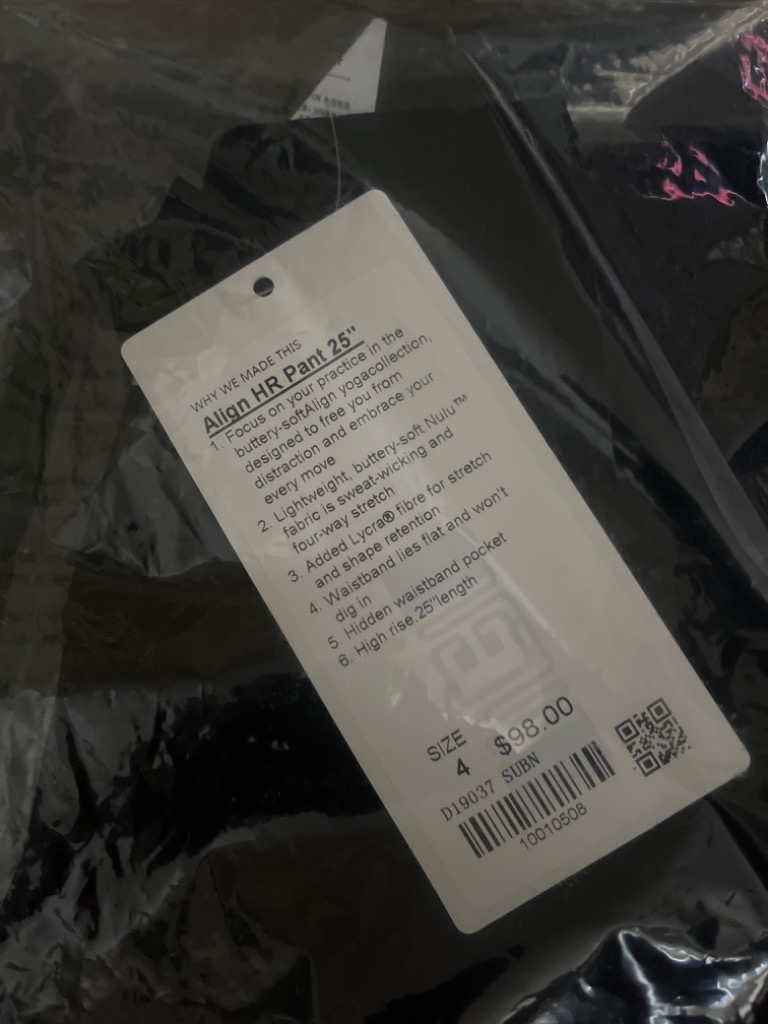 WHY WE MADE THIS
Align HR Pant 25"
1. Focus on your practice in the
buttery-softAlign yogacollection,
designed to free you from
distraction and embrace your
every move
2. Lightweight, buttery-soft Nulu™
fabric is sweat-wicking and
four-way stretch
3. Added Lycra® fibre for stretch
and shape retention
4. Waistband lies flat and won't
dig in
5. Hidden waistband pocket
6. High rise,25"length
SIZE
4
$98.00
D19037 SUBN
10010508